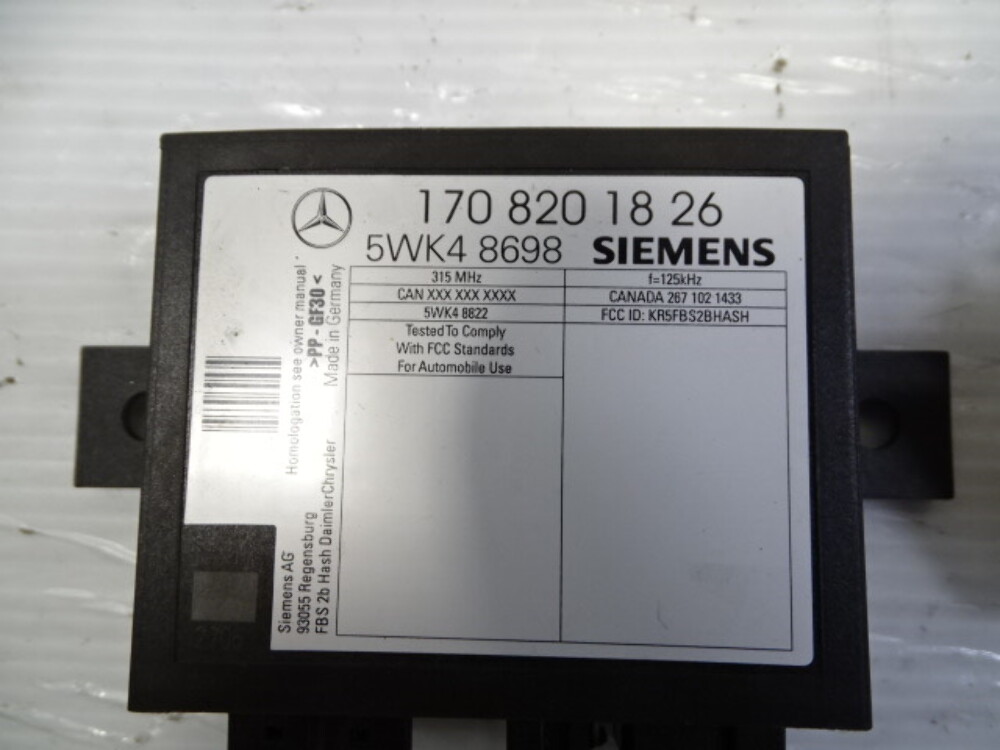 170 820 18 26
5WK4 8698 SIEMENS
315 MHz
f=125kHz
CAN XXX XXX XXXX
CANADA 267 102 1433
5WK4 8822
FCC ID: KR5FBS2BHASH
Tested To Comply
With FCC Standards
For Automobile Use
Homologation see owner manual
>PP - GF30<
Made in Germany
Siemens AG
93055 Regensburg
FBS 2b Hash DaimlerChrysler